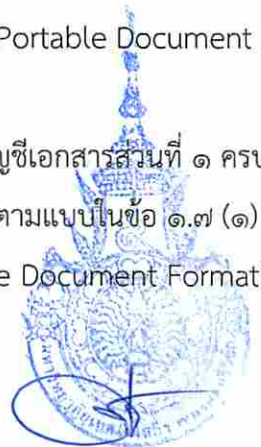 Portable Document
ญชีเอกสารส่วนที่ ๑ ครบ
ตามแบบในข้อ ๑.๗ (๑)
e Document Format